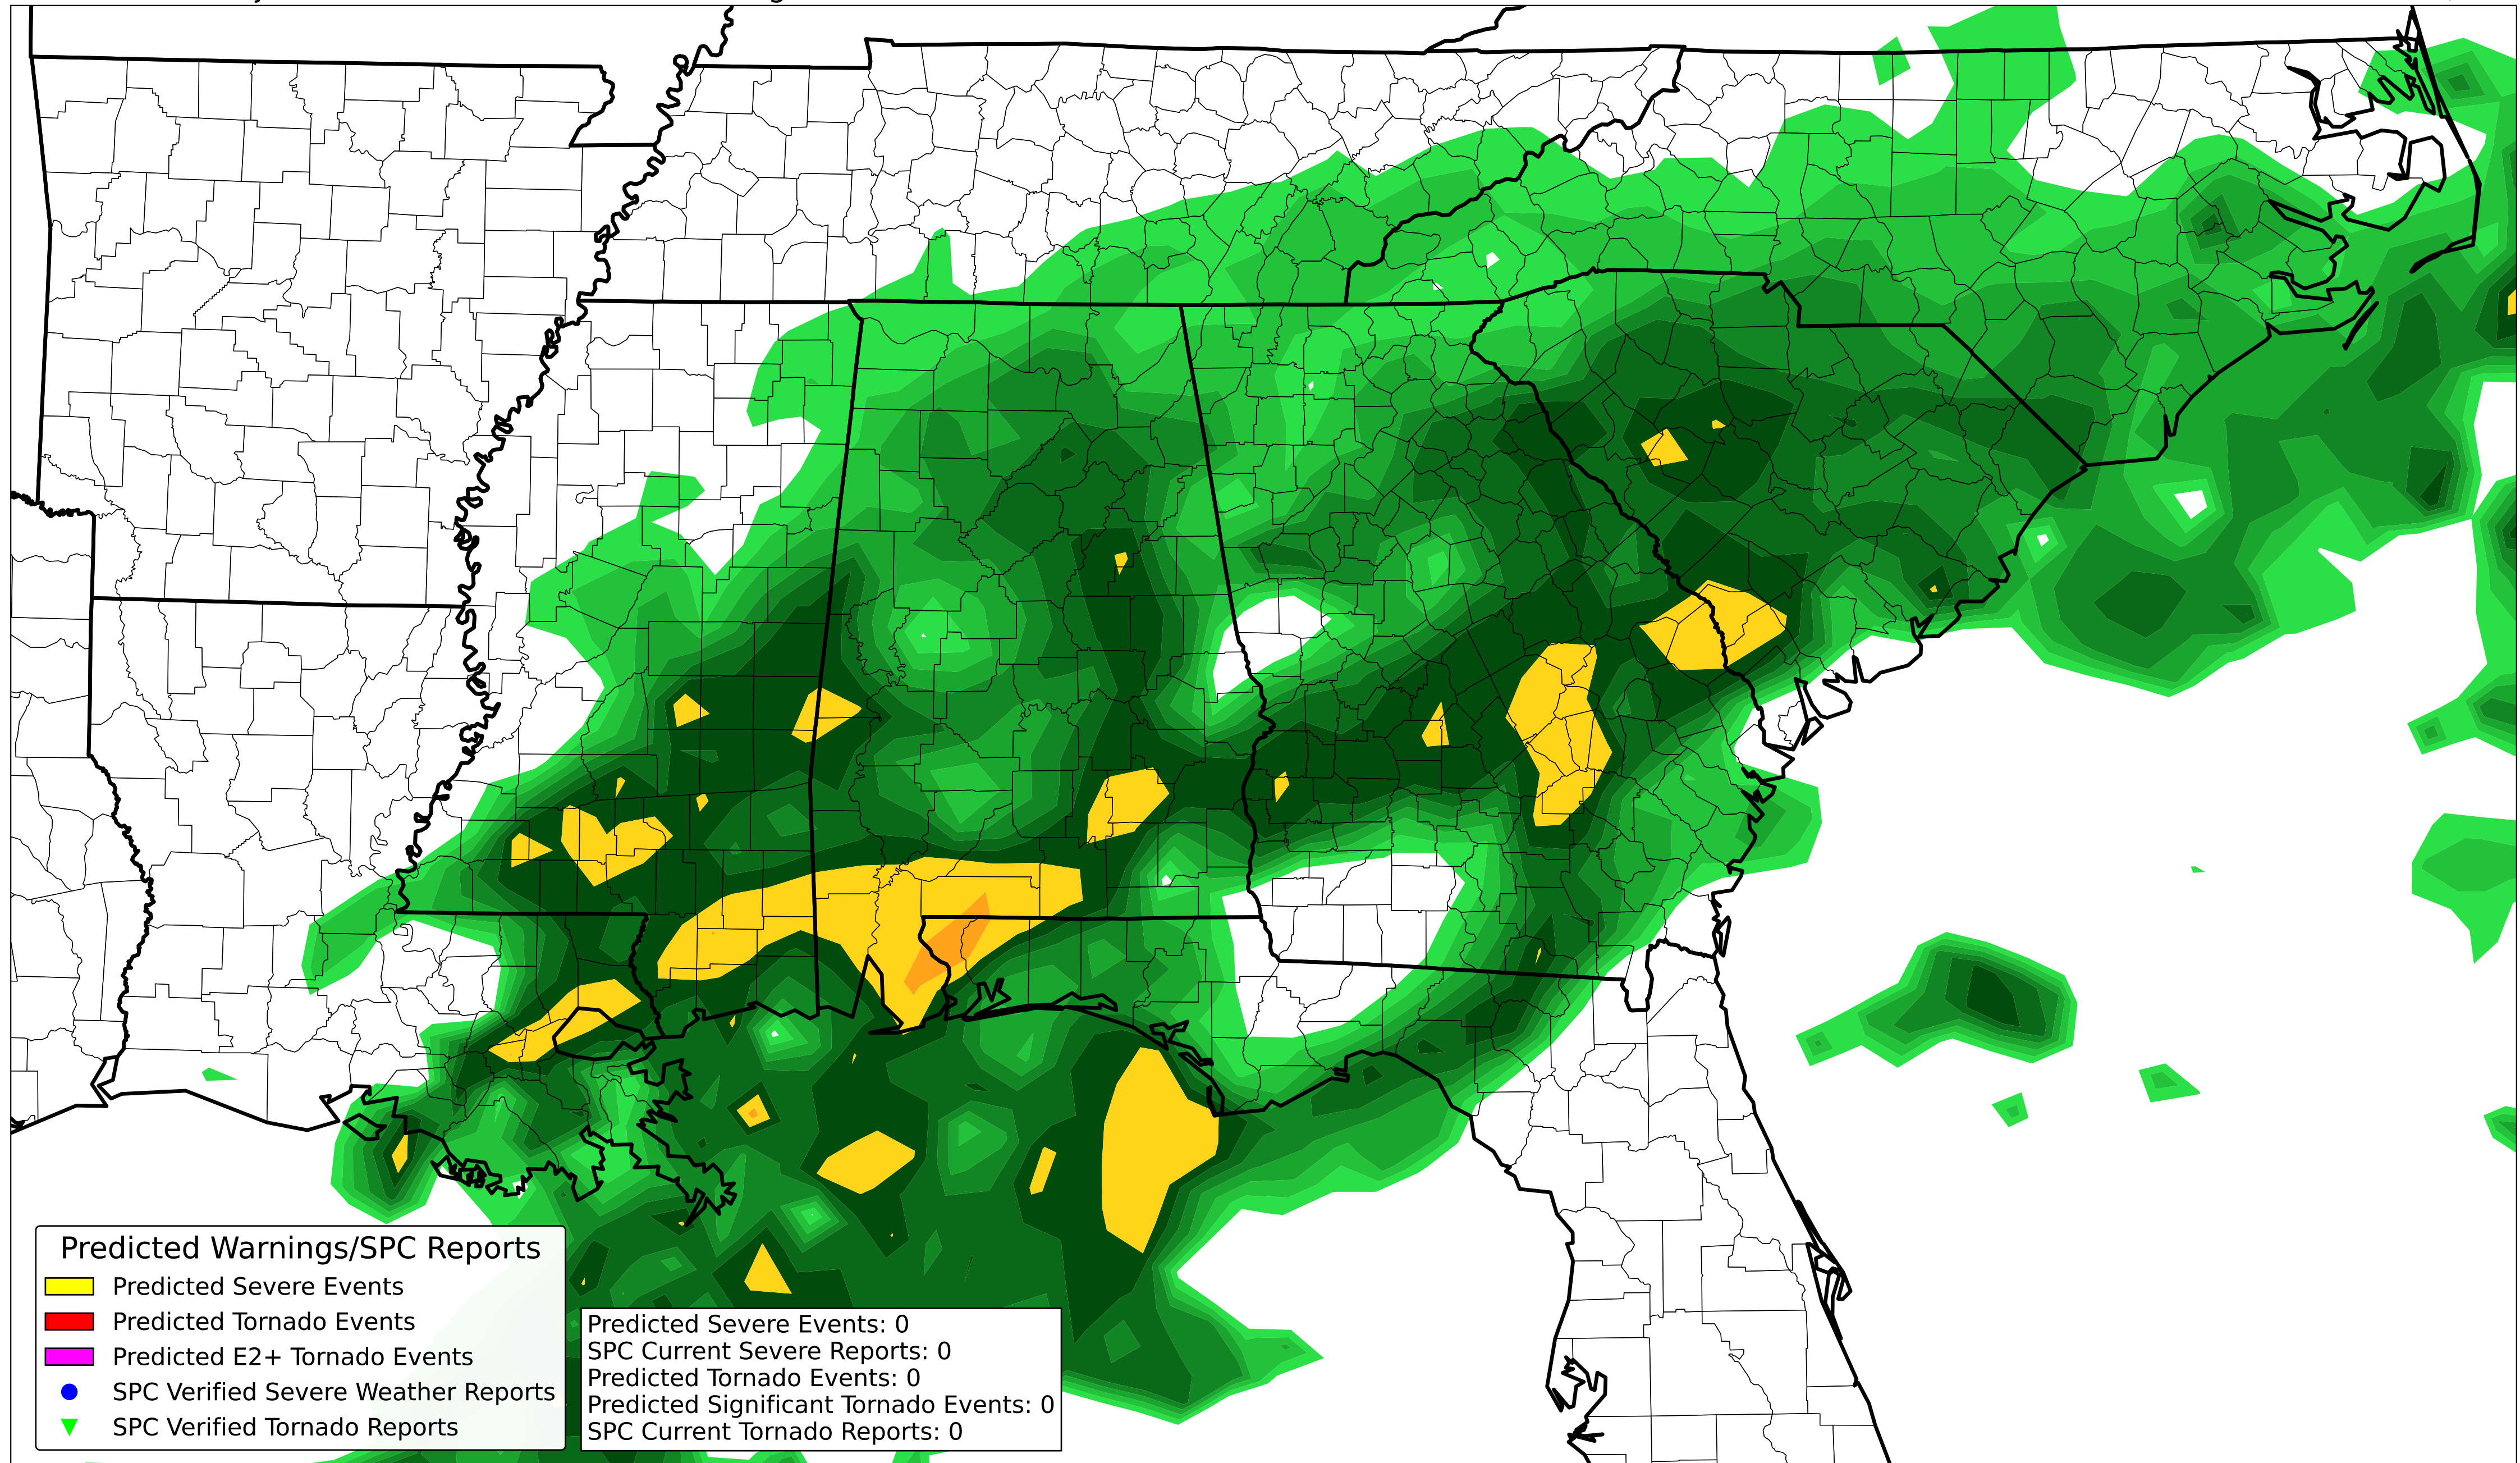 Predicted Warnings/SPC Reports
Predicted Severe Events
Predicted Tornado Events
Predicted E2+ Tornado Events
SPC Verified Severe Weather Reports
SPC Verified Tornado Reports
Predicted Severe Events: 0
SPC Current Severe Reports: 0
Predicted Tornado Events: 0
Predicted Significant Tornado Events: 0
SPC Current Tornado Reports: 0